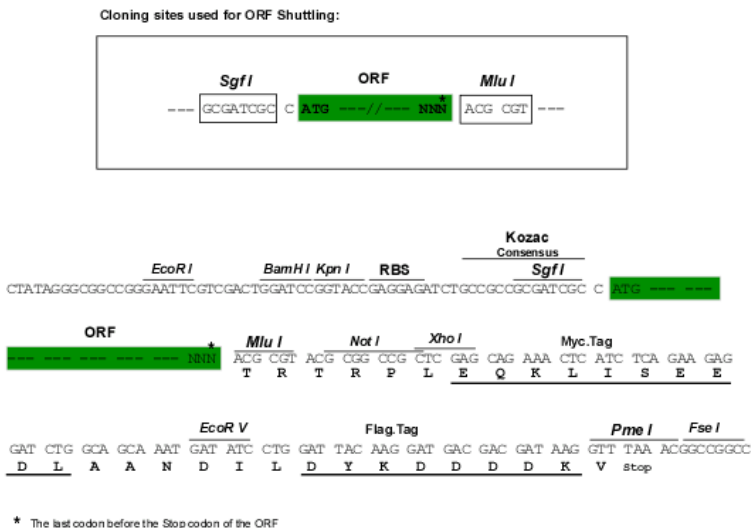 Cloning sites used for ORF Shuttling:
Sgf I ORF Mlu I
*
--- GCGATCGC C ATG ---//--- NNN ACG CGT ---
Kozac
Consensus
EcoR I BamH I Kpn I RBS Sgf I
CTATAGGGCGGCCGGGAATTCGTCGACTGGATCCGGTACCGAGGAGATCTGCCGCCGCGATCGC C ATG --- ---
ORF * Mlu I Not I Xho I Myc.Tag
--- --- --- --- --- --- NNN ACG CGT ACG CGG CCG CTC GAG CAG AAA CTC ATC TCA GAA GAG
T R T R P L E Q K L I S E E
EcoR V Flag.Tag Pme I Fse I
GAT CTG GCA GCA AAT GAT ATC CTG GAT TAC AAG GAT GAC GAC GAT AAG GTT TAA ACGGCCGGCC
D L A A N D I L D Y K D D D D K V Stop
* The last codon before the Stop codon of the ORF